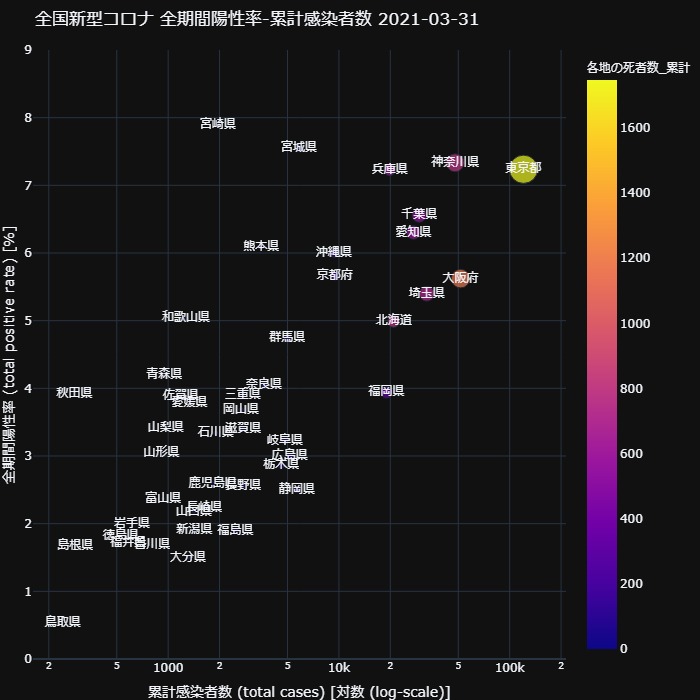 全国新型コロナ 全期間陽性率-累計感染者数 2021-03-31
各地の死者数_累計
9
8
7
6
5
4
3
2
1
0
全期間陽性率 (total positive rate) [%]
宮崎県
宮城県
兵庫県
神奈川県
東京都
千葉県
愛知県
熊本県
沖縄県
京都府
大阪府
埼玉県
和歌山県
北海道
群馬県
青森県
奈良県
秋田県
佐賀県
三重県
福岡県
愛媛県
岡山県
山梨県
石川県
滋賀県
岐阜県
山形県
広島県
栃木県
鹿児島県
長野県
静岡県
富山県
山口県
長崎県
岩手県
新潟県
福島県
徳島県
福井県
香川県
島根県
大分県
鳥取県
1600
1400
1200
1000
800
600
400
200
0
2 5 1000 2 5 10k 2 5 100k 2
累計感染者数 (total cases) [対数 (log-scale)]